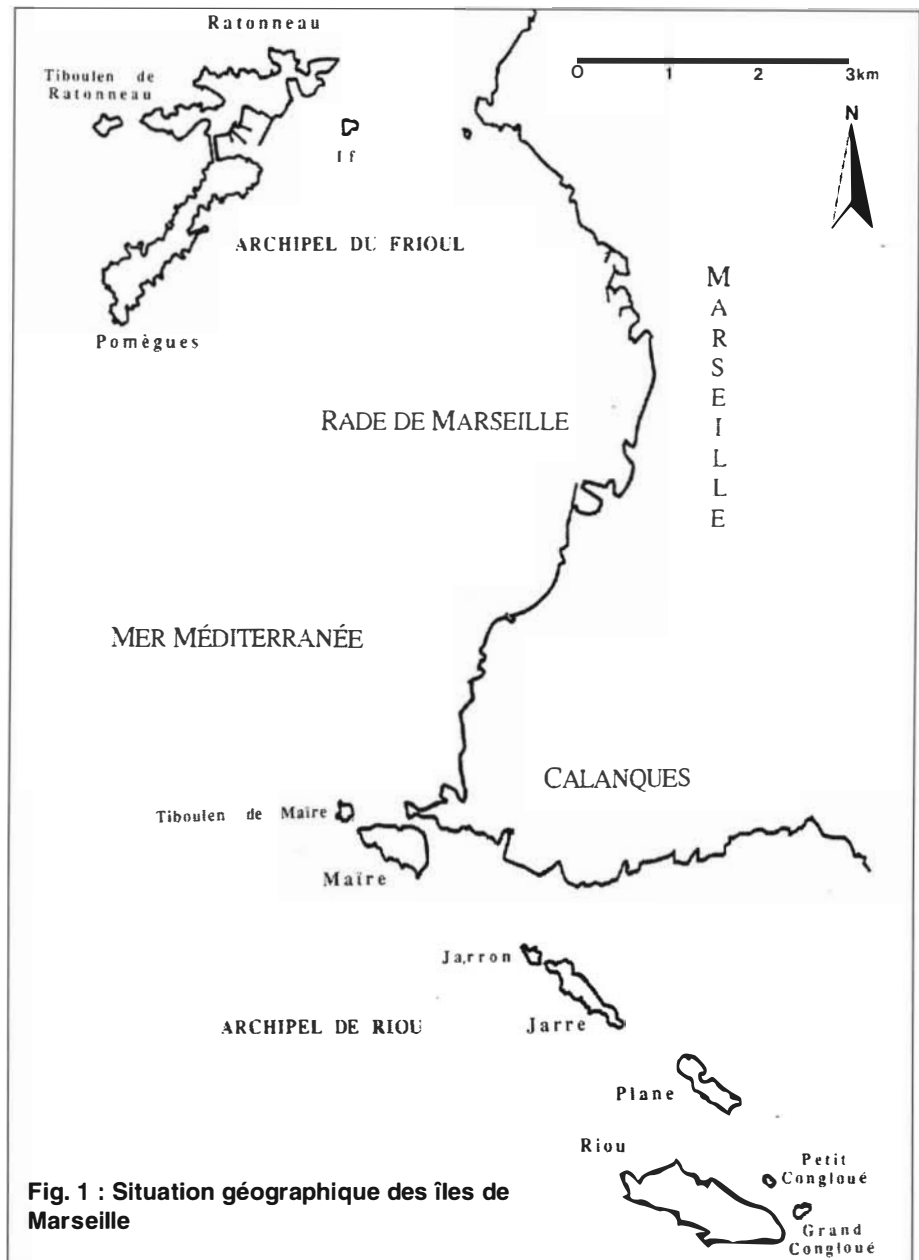 Ratonneau
Tiboulen de
Ratonneau
0 1 2 3km
N
If
ARCHIPEL DU FRIOUL
Pomègues
MARSEILLE
RADE DE MARSEILLE
MER MÉDITERRANÉE
CALANQUES
Tiboulen de Maïre
Maïre
Jarron
ARCHIPEL DE RIOU
Jarre
Plane
Riou
Petit
Congloué
Grand
Congloué
Fig. 1 : Situation géographique des îles de
Marseille